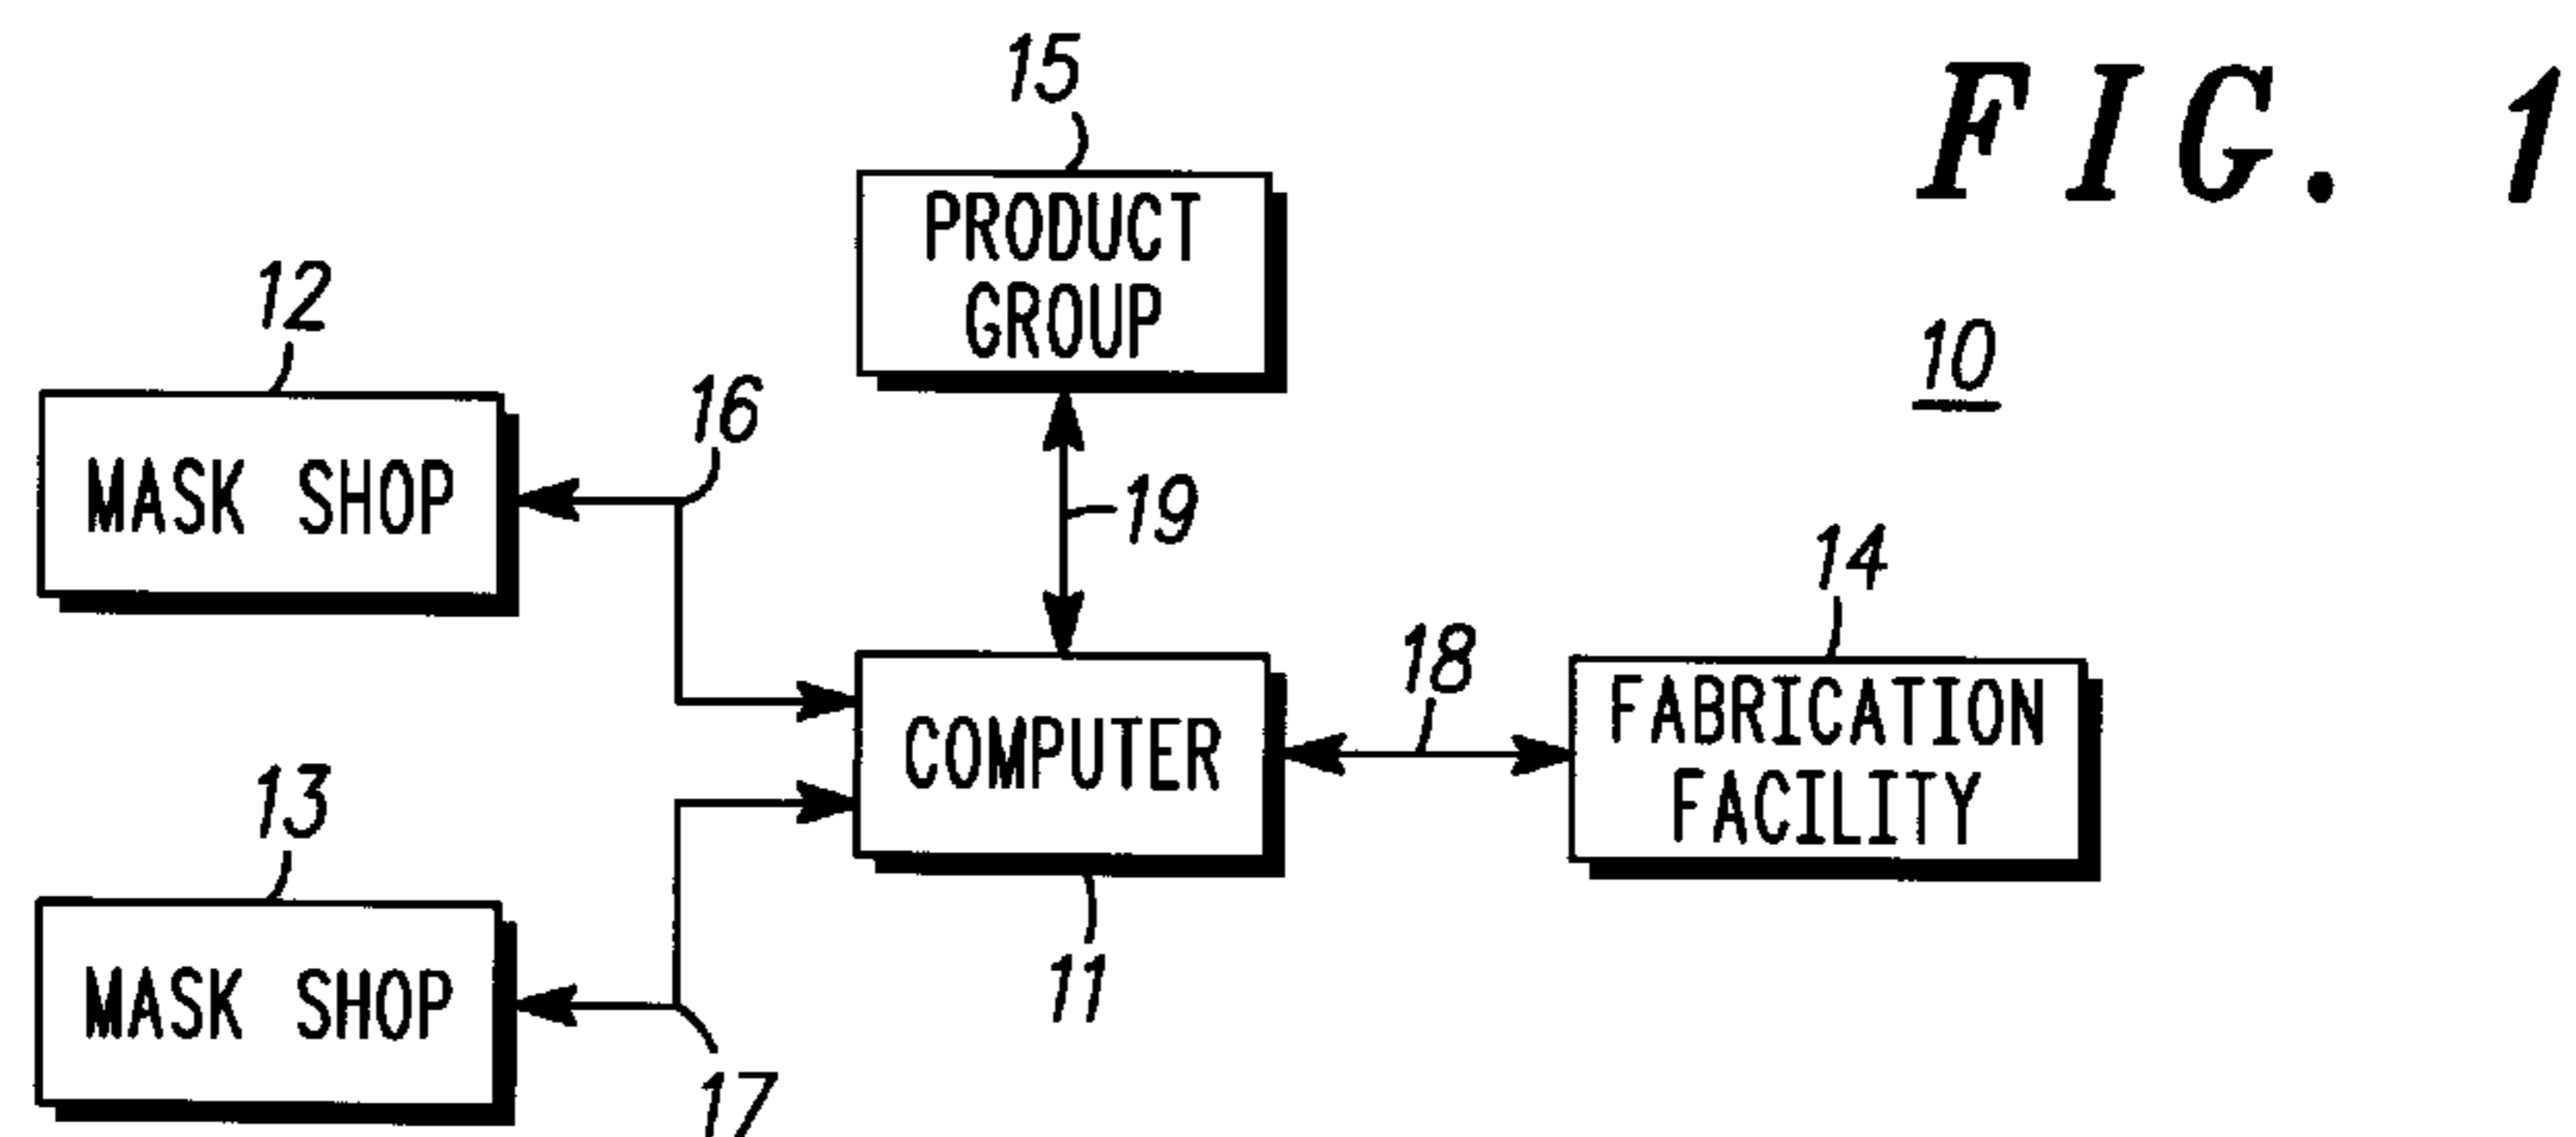 FIG. 1
10
15
PRODUCT
GROUP
12
MASK SHOP
16
19
14
FABRICATION
FACILITY
18
COMPUTER
11
13
MASK SHOP
17